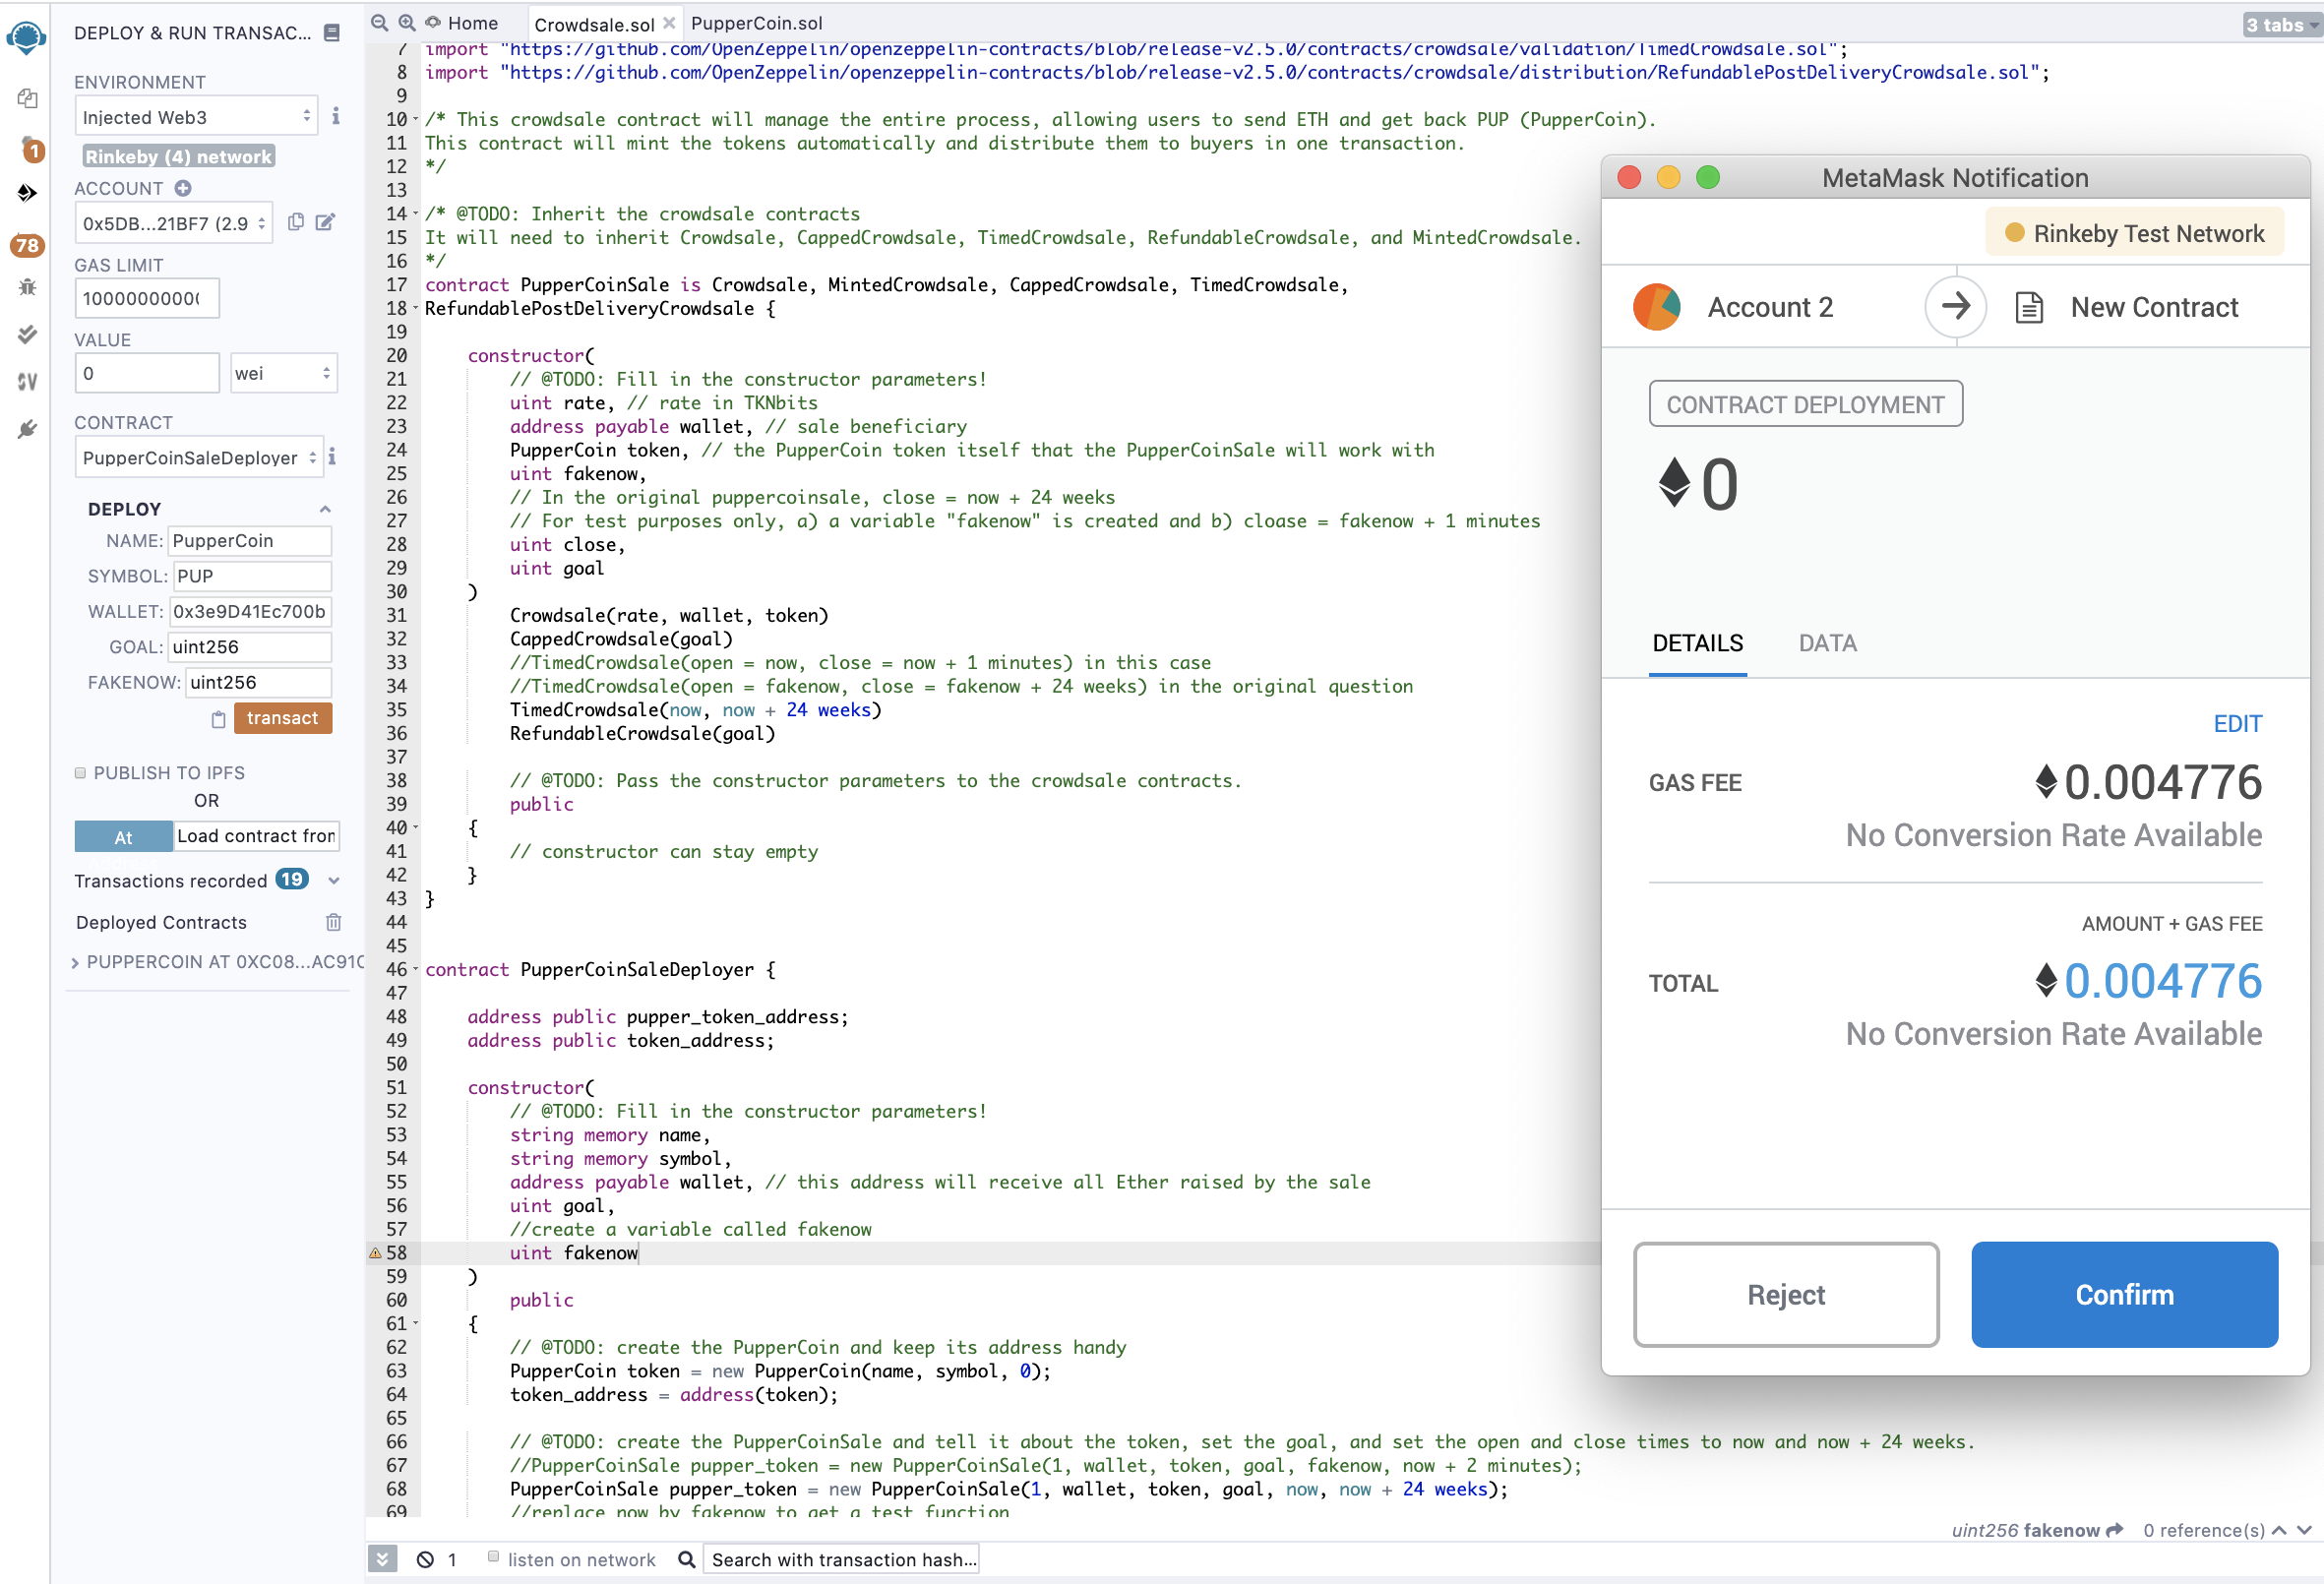 DEPLOY & RUN TRANSAC...
ENVIRONMENT
Injected Web3
Rinkeby (4) network
ACCOUNT
0x5DB...21BF7 (2.9
GAS LIMIT
VALUE
0
wei
CONTRACT
PupperCoinSaleDeployer
DEPLOY
NAME: PupperCoin
SYMBOL: PUP
WALLET: 0x3e9D41Ec700b
GOAL: uint256
FAKENOW: uint256
transact
PUBLISH TO IPFS
OR
At
Load contract from
Transactions recorded 19
Deployed Contracts
PUPPERCOIN AT 0XC08...AC91C
1
78
Home
Crowdsale.sol
PupperCoin.sol
3 tabs
7 import "https://github.com/OpenZeppelin/openzeppelin-contracts/blob/release-v2.5.0/contracts/crowdsale/validation/TimedCrowdsale.sol";
8 import "https://github.com/OpenZeppelin/openzeppelin-contracts/blob/release-v2.5.0/contracts/crowdsale/distribution/RefundablePostDeliveryCrowdsale.sol";
9
10 /* This crowdsale contract will manage the entire process, allowing users to send ETH and get back PUP (PupperCoin).
11 This contract will mint the tokens automatically and distribute them to buyers in one transaction.
12 */
13
14 /* @TODO: Inherit the crowdsale contracts
15 It will need to inherit Crowdsale, CappedCrowdsale, TimedCrowdsale, RefundableCrowdsale, and MintedCrowdsale.
16 */
17 contract PupperCoinSale is Crowdsale, MintedCrowdsale, CappedCrowdsale, TimedCrowdsale,
18 RefundablePostDeliveryCrowdsale {
19
20 constructor(
21 // @TODO: Fill in the constructor parameters!
22 uint rate, // rate in TKNbits
23 address payable wallet, // sale beneficiary
24 PupperCoin token, // the PupperCoin token itself that the PupperCoinSale will work with
25 uint fakenow,
26 // In the original puppercoinsale, close = now + 24 weeks
27 // For test purposes only, a) a variable "fakenow" is created and b) cloase = fakenow + 1 minutes
28 uint close,
29 uint goal
30 )
31 Crowdsale(rate, wallet, token)
32 CappedCrowdsale(goal)
33 //TimedCrowdsale(open = now, close = now + 1 minutes) in this case
34 //TimedCrowdsale(open = fakenow, close = fakenow + 24 weeks) in the original question
35 TimedCrowdsale(now, now + 24 weeks)
36 RefundableCrowdsale(goal)
37
38 // @TODO: Pass the constructor parameters to the crowdsale contracts.
39 public
40 {
41 // constructor can stay empty
42 }
43 }
44
45
46 contract PupperCoinSaleDeployer {
47
48 address public pupper_token_address;
49 address public token_address;
50
51 constructor(
52 // @TODO: Fill in the constructor parameters!
53 string memory name,
54 string memory symbol,
55 address payable wallet, // this address will receive all Ether raised by the sale
56 uint goal,
57 //create a variable called fakenow
58 uint fakenow
59 )
60 public
61 {
62 // @TODO: create the PupperCoin and keep its address handy
63 PupperCoin token = new PupperCoin(name, symbol, 0);
64 token_address = address(token);
65
66 // @TODO: create the PupperCoinSale and tell it about the token, set the goal, and set the open and close times to now and now + 24 weeks.
67 //PupperCoinSale pupper_token = new PupperCoinSale(1, wallet, token, goal, fakenow, now + 2 minutes);
68 PupperCoinSale pupper_token = new PupperCoinSale(1, wallet, token, goal, now, now + 24 weeks);
69 //replace now by fakenow to get a test function
uint256 fakenow 0 reference(s)
1 listen on network Search with transaction hash...
MetaMask Notification
Rinkeby Test Network
Account 2
New Contract
CONTRACT DEPLOYMENT
0
DETAILS
DATA
EDIT
GAS FEE
0.004776
No Conversion Rate Available
AMOUNT + GAS FEE
TOTAL
0.004776
No Conversion Rate Available
Reject
Confirm